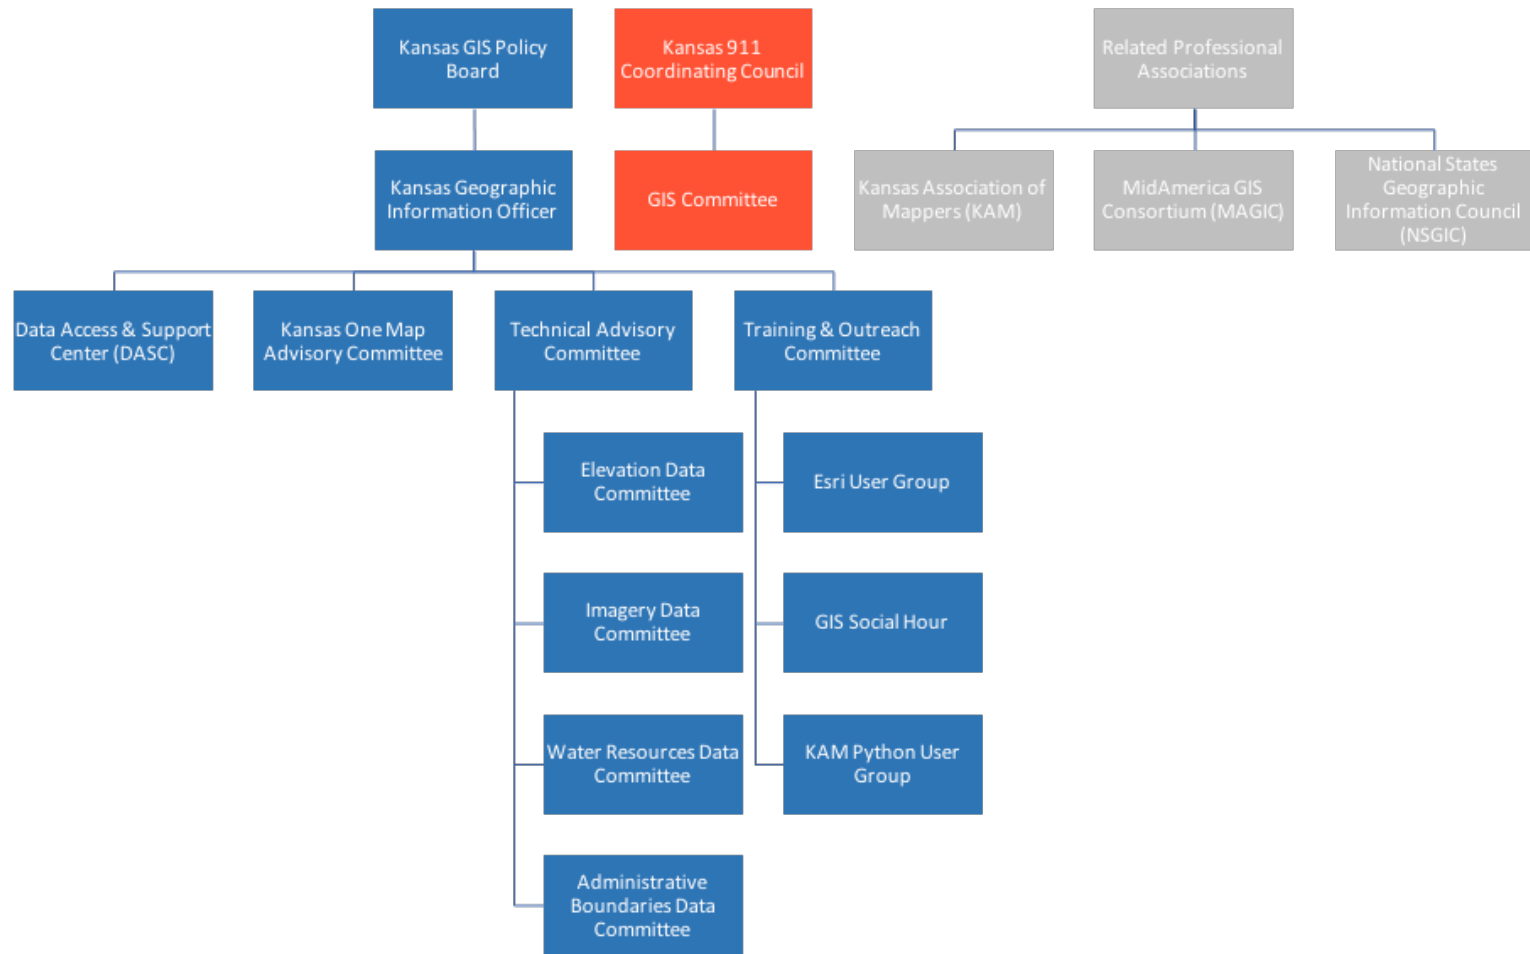 Kansas GIS Policy
Board
Kansas 911
Coordinating Council
Related Professional
Associations
Kansas Geographic
Information Officer
GIS Committee
Kansas Association of
Mappers (KAM)
MidAmerica GIS
Consortium (MAGIC)
National States
Geographic
Information Council
(NSGIC)
Data Access & Support
Center (DASC)
Kansas One Map
Advisory Committee
Technical Advisory
Committee
Training & Outreach
Committee
Elevation Data
Committee
Esri User Group
Imagery Data
Committee
GIS Social Hour
Water Resources Data
Committee
KAM Python User
Group
Administrative
Boundaries Data
Committee